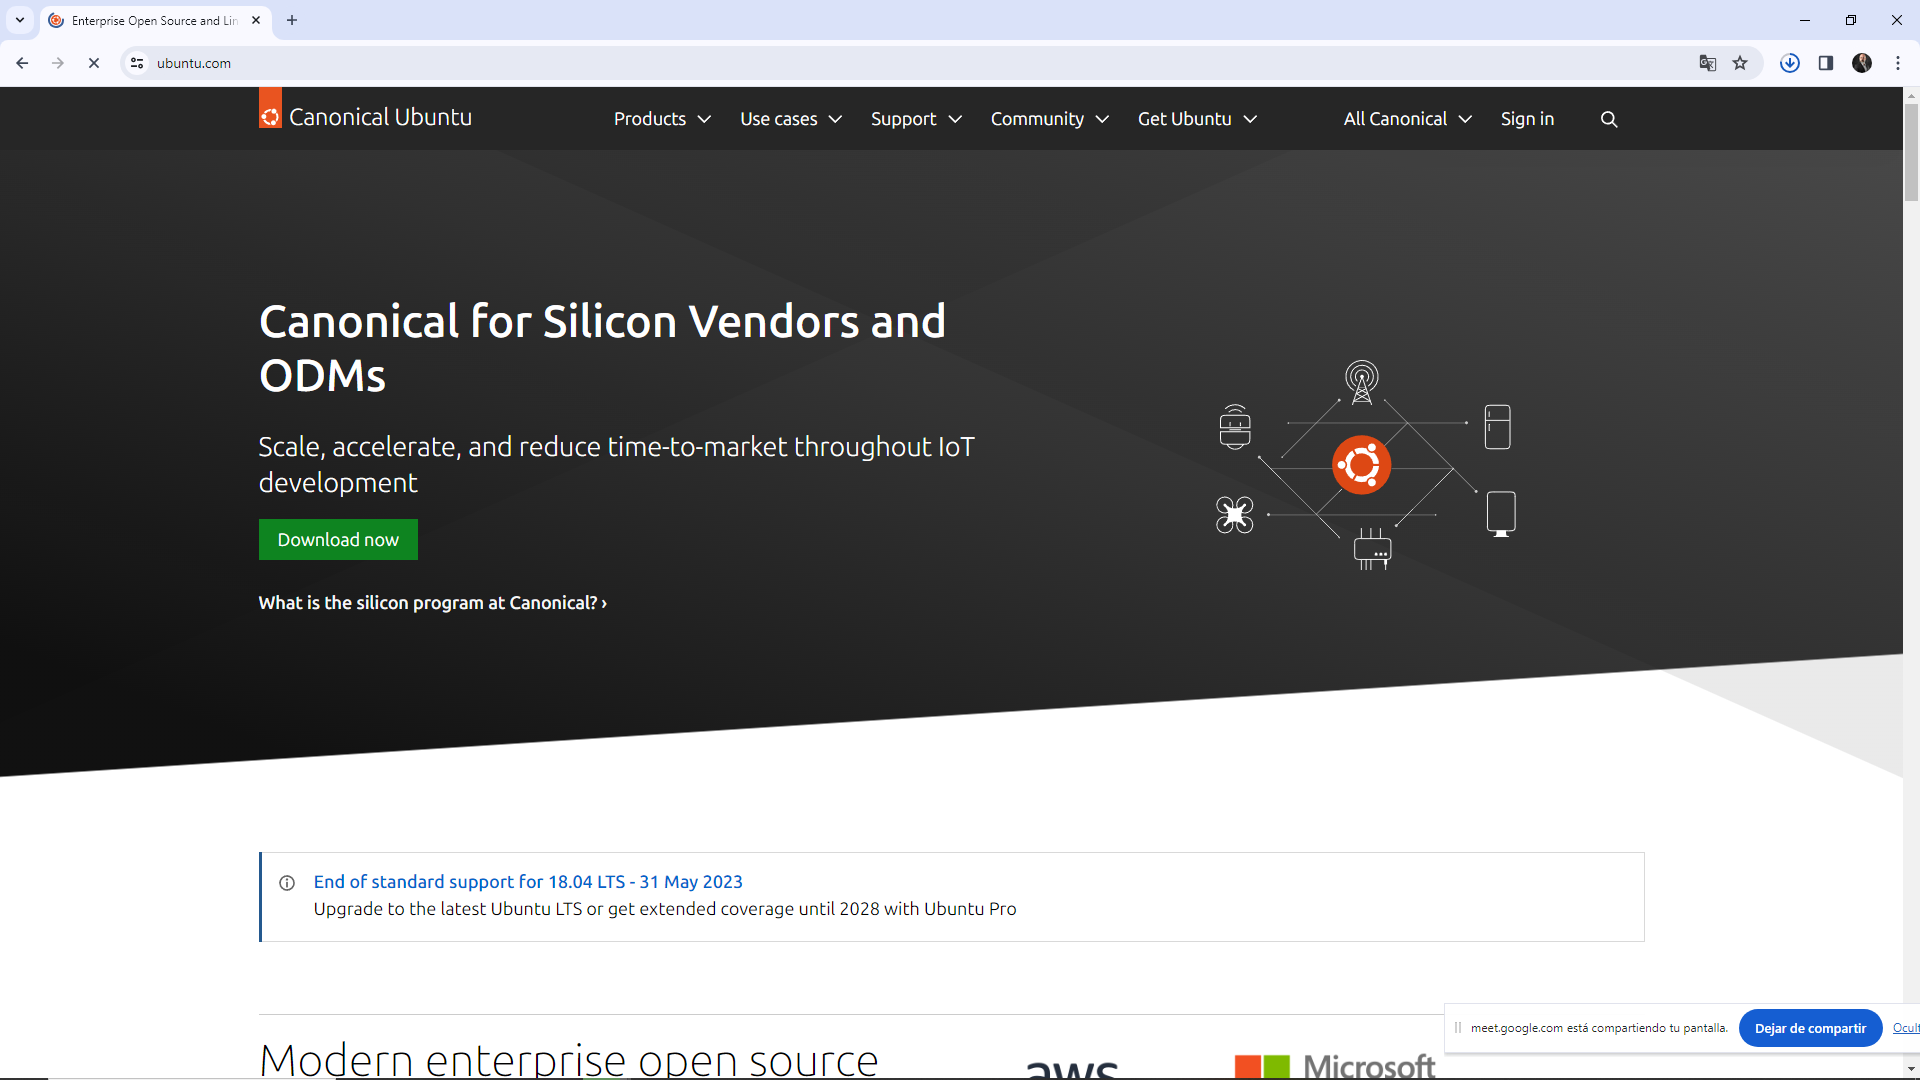 Enterprise Open Source and Lin
ubuntu.com
Canonical Ubuntu
Products
Use cases
Support
Community
Get Ubuntu
All Canonical
Sign in
Canonical for Silicon Vendors and
ODMs
Scale, accelerate, and reduce time-to-market throughout IoT
development
Download now
What is the silicon program at Canonical? ›
End of standard support for 18.04 LTS - 31 May 2023
Upgrade to the latest Ubuntu LTS or get extended coverage until 2028 with Ubuntu Pro
meet.google.com está compartiendo tu pantalla.
Dejar de compartir
Ocult
Modern enterprise open source
aws
Microsoft